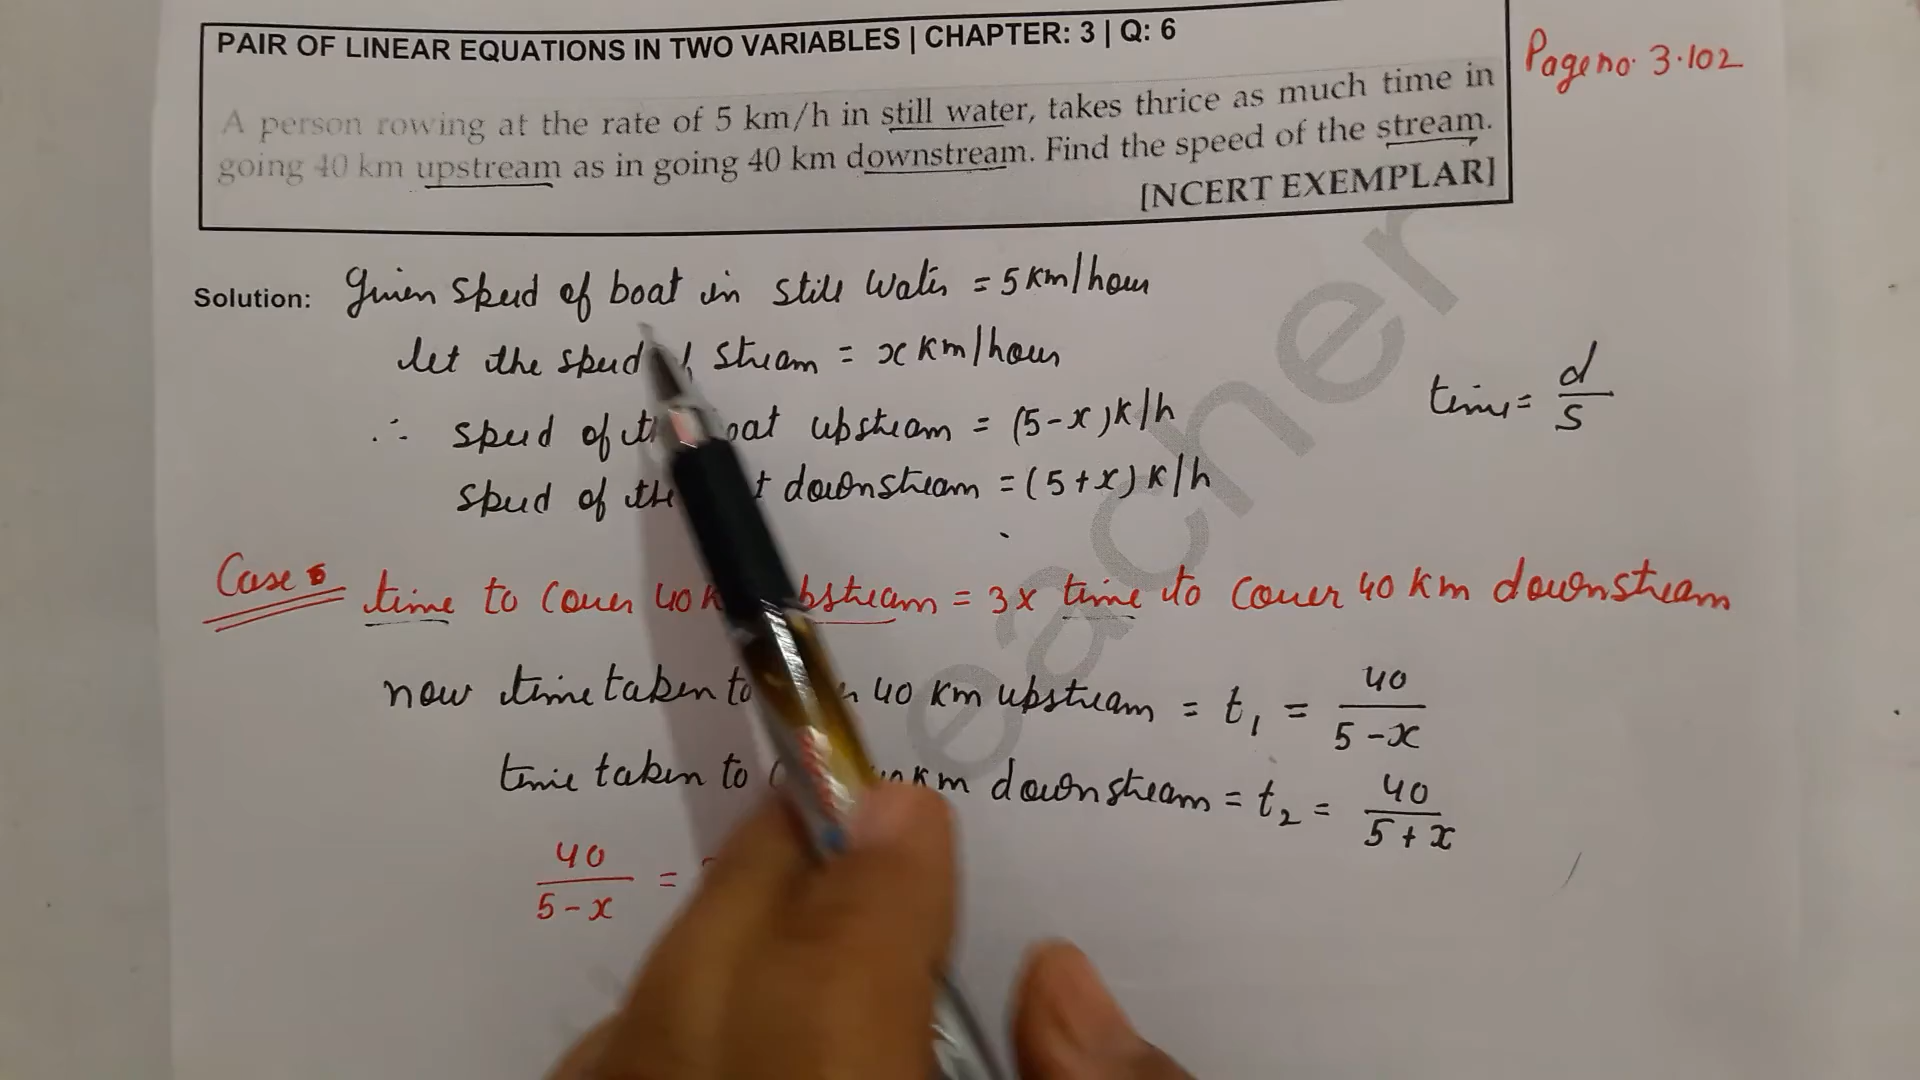 PAIR OF LINEAR EQUATIONS IN TWO VARIABLES | CHAPTER: 3 | Q: 6
Page no. 3.102
A person rowing at the rate of 5 km/h in still water, takes thrice as much time in
going 40 km upstream as in going 40 km downstream. Find the speed of the stream.
[NCERT EXEMPLAR]
Solution: Given speed of boat in still water = 5 km/hour
let the speed stream = x km/hour
time = d/s
∴ speed of upstream = (5-x) k/h
speed of downstream = (5+x) k/h
Case time to cover 40 upstream = 3 x time to cover 40 km downstream
now time taken to 40 km upstream = t₁ = 40/(5-x)
time taken to km downstream = t₂ = 40/(5+x)
40/(5-x) =
eacher